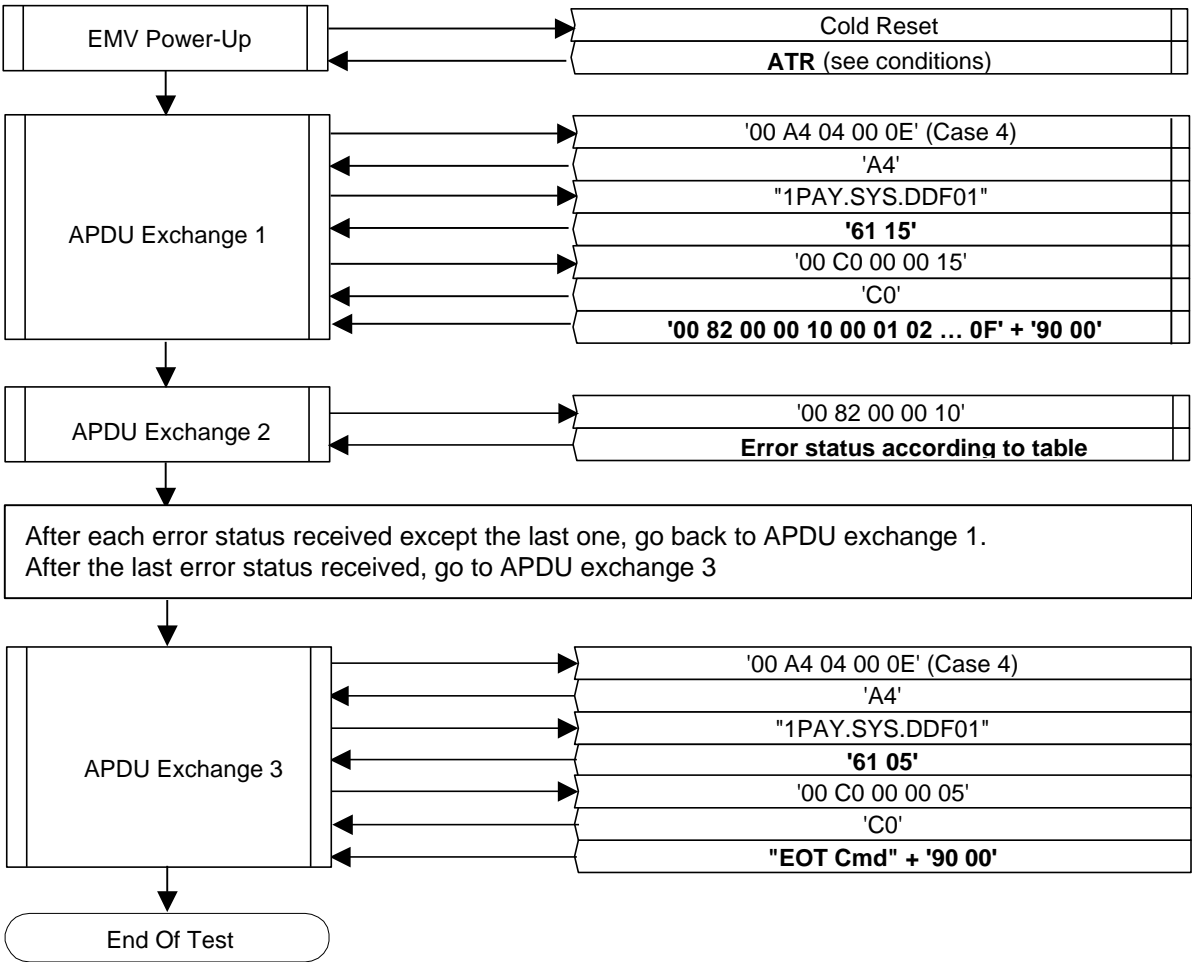 EMV Power-Up
Cold Reset
ATR (see conditions)
APDU Exchange 1
'00 A4 04 00 0E' (Case 4)
'A4'
"1PAY.SYS.DDF01"
'61 15'
'00 C0 00 00 15'
'C0'
'00 82 00 00 10 00 01 02 … 0F' + '90 00'
APDU Exchange 2
'00 82 00 00 10'
Error status according to table
After each error status received except the last one, go back to APDU exchange 1.
After the last error status received, go to APDU exchange 3
APDU Exchange 3
'00 A4 04 00 0E' (Case 4)
'A4'
"1PAY.SYS.DDF01"
'61 05'
'00 C0 00 00 05'
'C0'
"EOT Cmd" + '90 00'
End Of Test